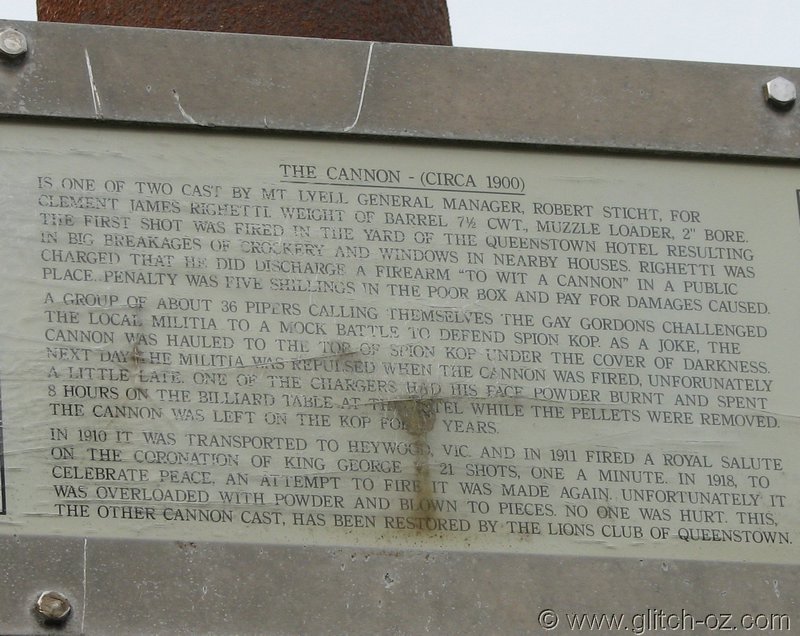 THE CANNON - (CIRCA 1900)
IS ONE OF TWO CAST BY MT. LYELL GENERAL MANAGER, ROBERT STICHT, FOR
CLEMENT JAMES RIGHETTI. WEIGHT OF BARREL 7½ CWT., MUZZLE LOADER, 2" BORE.
THE FIRST SHOT WAS FIRED IN THE YARD OF THE QUEENSTOWN HOTEL RESULTING
IN BIG BREAKAGES OF CROCKERY AND WINDOWS IN NEARBY HOUSES. RIGHETTI WAS
CHARGED THAT HE DID DISCHARGE A FIREARM "TO WIT A CANNON" IN A PUBLIC
PLACE. PENALTY WAS FIVE SHILLINGS IN THE POOR BOX AND PAY FOR DAMAGES CAUSED.
A GROUP OF ABOUT 36 PIPERS CALLING THEMSELVES THE GAY GORDONS CHALLENGED
THE LOCAL MILITIA TO A MOCK BATTLE TO DEFEND SPION KOP. AS A JOKE, THE
CANNON WAS HAULED TO THE TOP OF SPION KOP UNDER THE COVER OF DARKNESS.
NEXT DAY THE MILITIA WAS REPULSED WHEN THE CANNON WAS FIRED, UNFORUNATELY
A LITTLE LATE. ONE OF THE CHARGERS HAD HIS FACE POWDER BURNT AND SPENT
8 HOURS ON THE BILLIARD TABLE AT THE HOTEL WHILE THE PELLETS WERE REMOVED.
THE CANNON WAS LEFT ON THE KOP FOR YEARS.
IN 1910 IT WAS TRANSPORTED TO HEYWOOD, VIC. AND IN 1911 FIRED A ROYAL SALUTE
ON THE CORONATION OF KING GEORGE 21 SHOTS, ONE A MINUTE. IN 1918, TO
CELEBRATE PEACE. AN ATTEMPT TO FIRE IT WAS MADE AGAIN. UNFORTUNATELY IT
WAS OVERLOADED WITH POWDER AND BLOWN TO PIECES. NO ONE WAS HURT. THIS,
THE OTHER CANNON CAST, HAS BEEN RESTORED BY THE LIONS CLUB OF QUEENSTOWN.
© www.glitch-oz.com